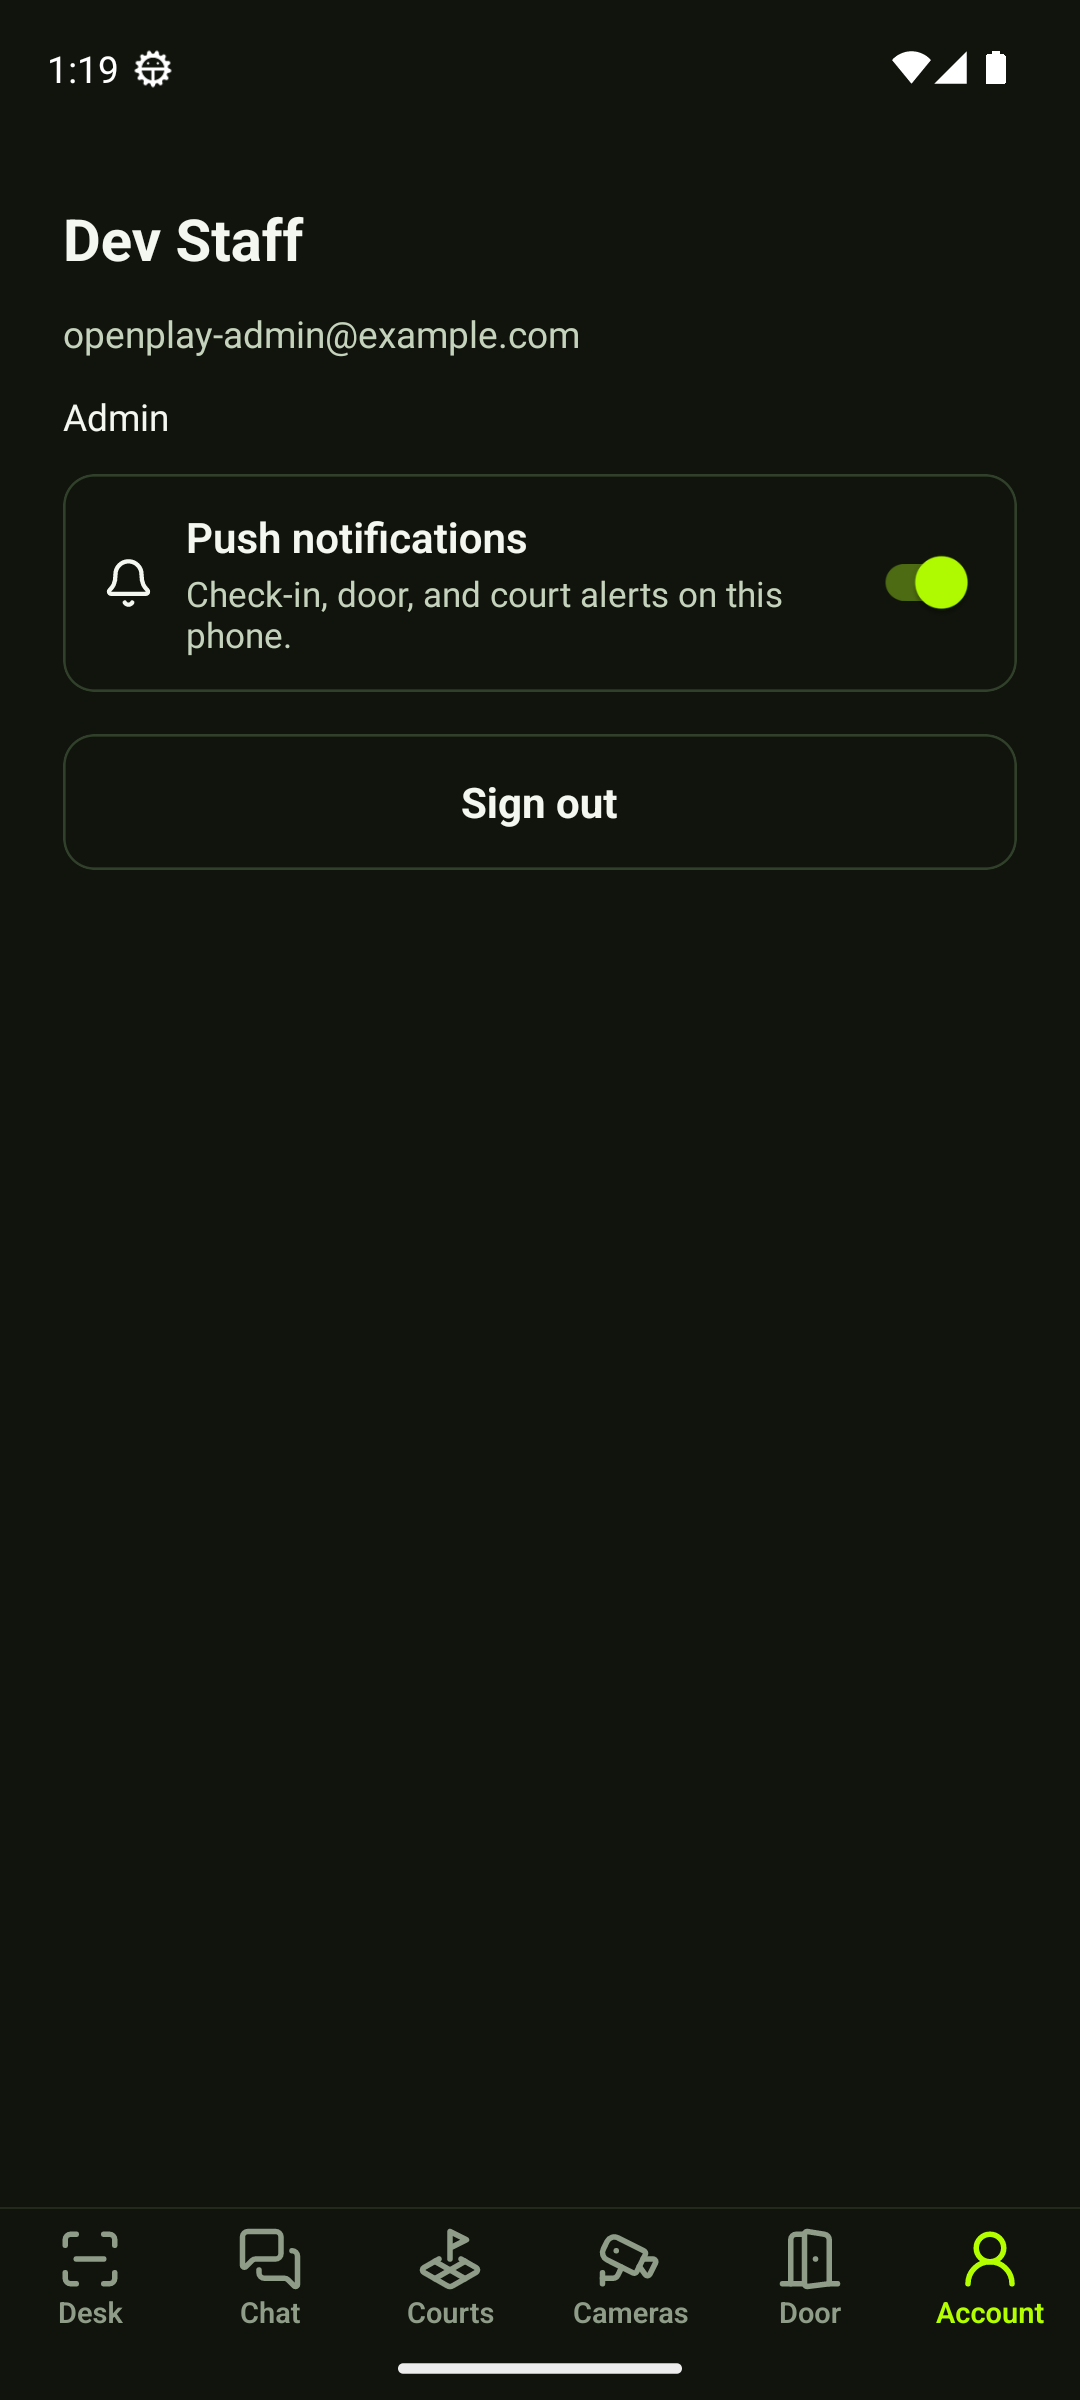 1:19
Dev Staff
openplay-admin@example.com
Admin
Push notifications
Check-in, door, and court alerts on this
phone.
Sign out
Desk
Chat
Courts
Cameras
Door
Account